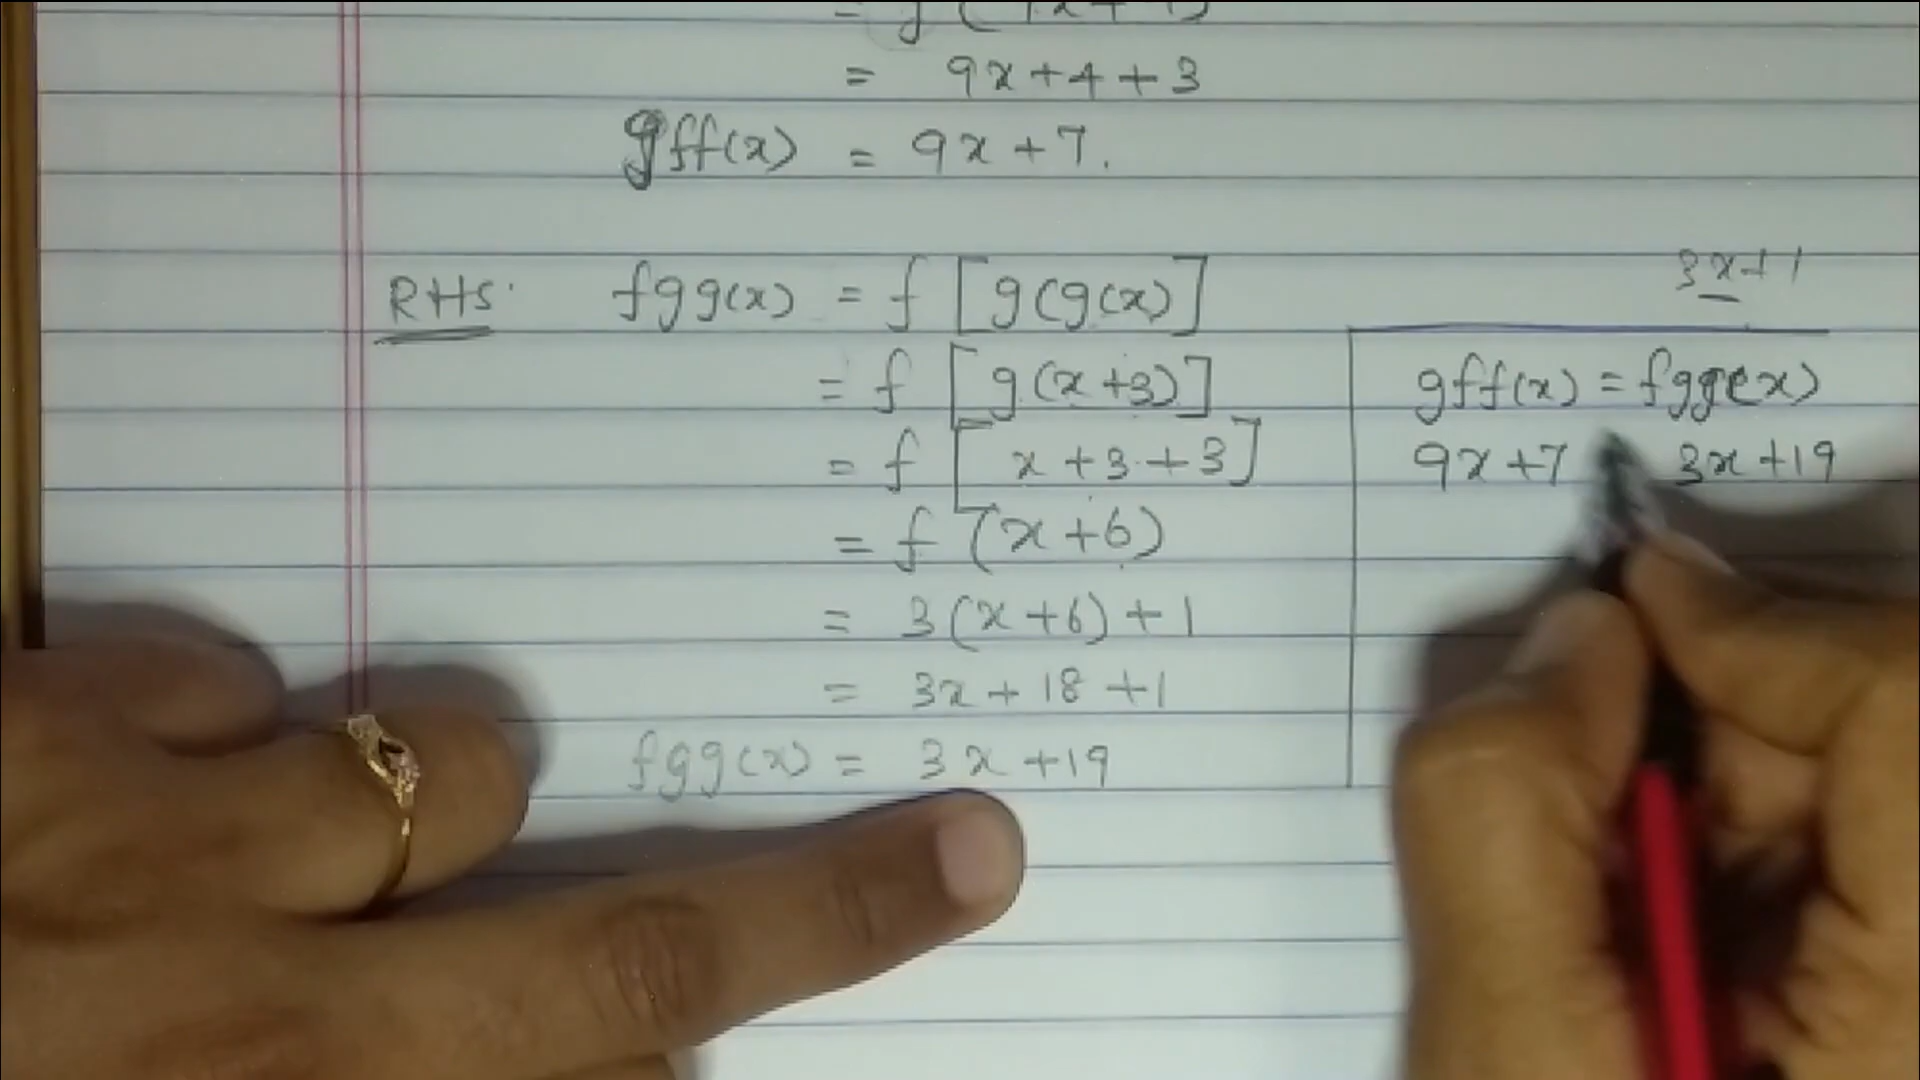 = 9x+4+3
gff(x) = 9x+7.
3x+1
RHS. fgg(x) = f [g(g(x)]
= f [g(x+3)]
= f [x+3+3]
= f (x+6)
= 3(x+6)+1
= 3x+18+1
fgg(x) = 3x+19
gff(x) = fgg(x)
9x+7 3x+19